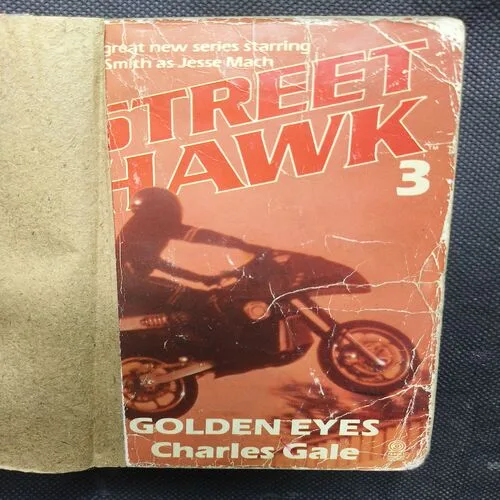 great new series starring
Smith as Jesse Mach
STREET
HAWK
3
GOLDEN EYES
Charles Gale